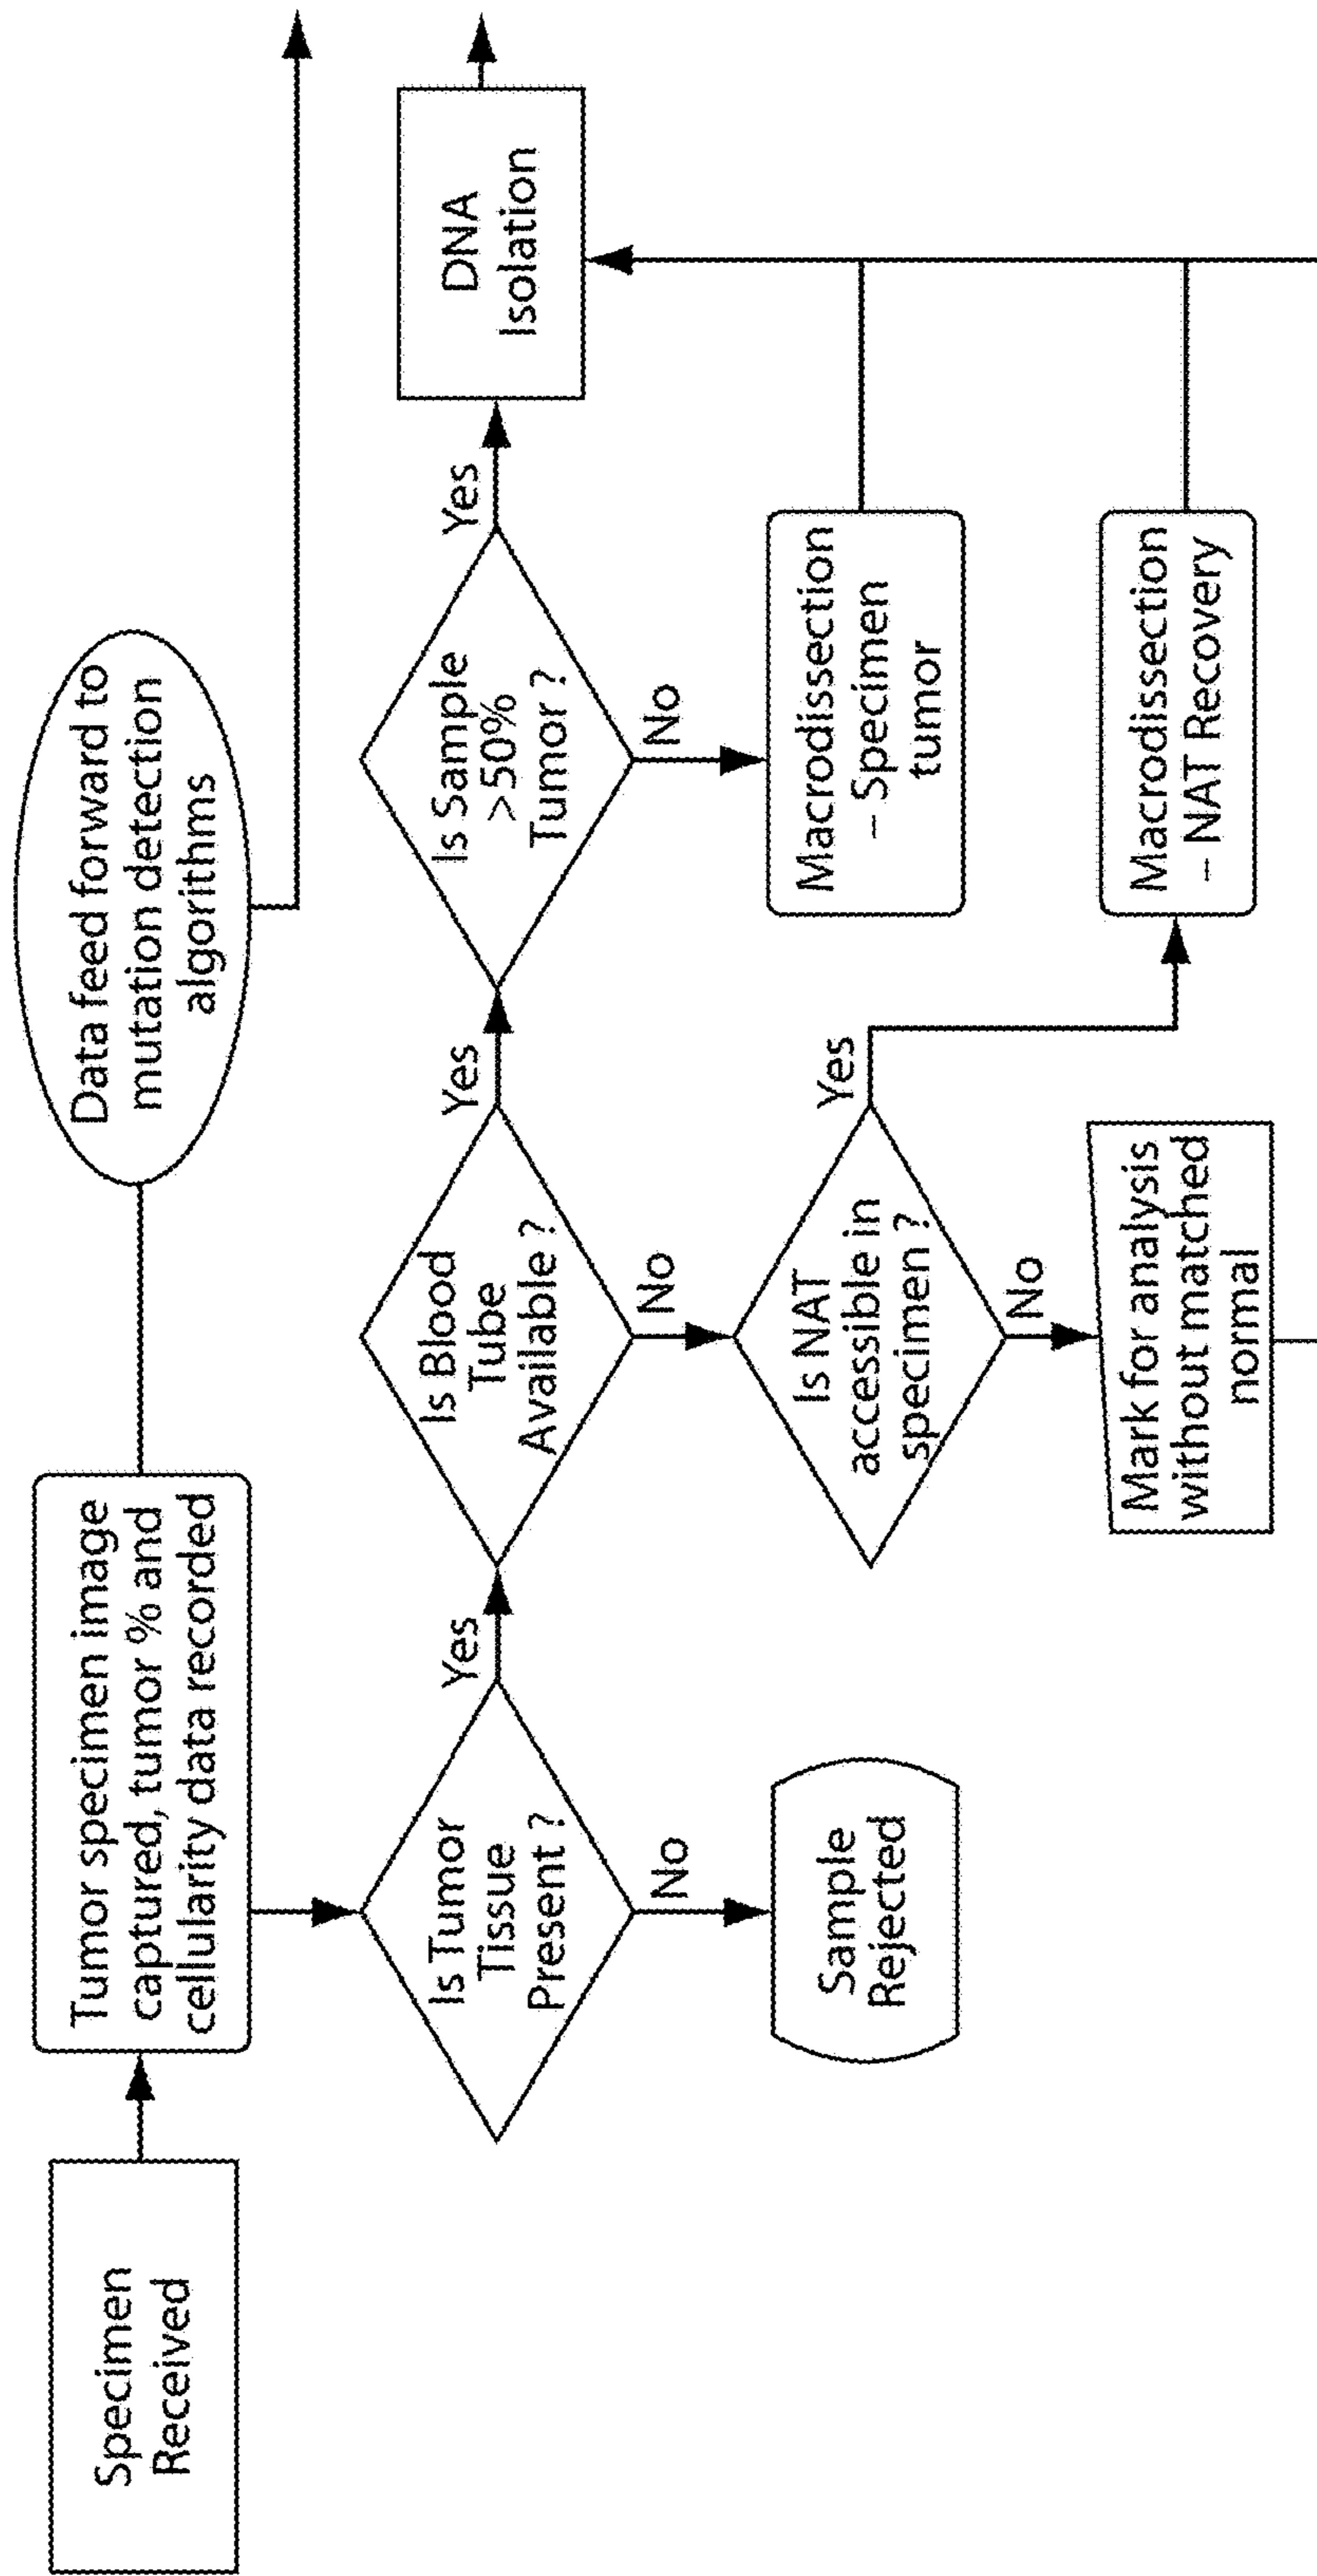 Specimen
Received
Tumor specimen image
captured, tumor % and
cellularity data recorded
Data feed forward to
mutation detection
algorithms
Is Tumor
Tissue
Present ?
Yes
No
Sample
Rejected
Is Blood
Tube
Available ?
Yes
No
Is Sample
>50%
Tumor ?
Yes
No
DNA
Isolation
Macrodissection
– Specimen
tumor
Is NAT
accessible in
specimen ?
Yes
No
Macrodissection
– NAT Recovery
Mark for analysis
without matched
normal